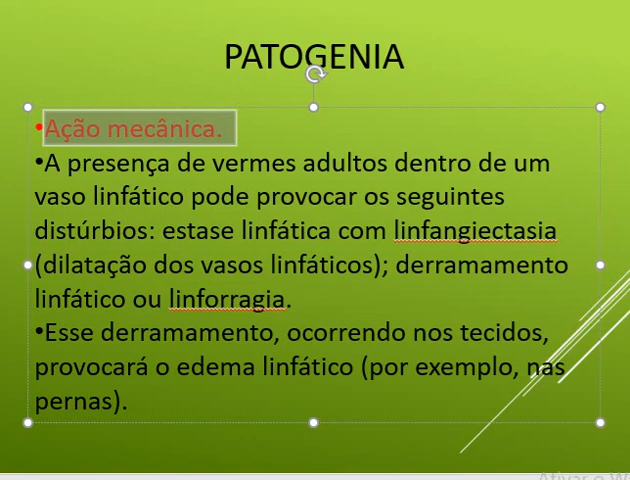 PATOGENIA
•Ação mecânica.
•A presença de vermes adultos dentro de um
vaso linfático pode provocar os seguintes
distúrbios: estase linfática com linfangiectasia
(dilatação dos vasos linfáticos); derramamento
linfático ou linforragia.
•Esse derramamento, ocorrendo nos tecidos,
provocará o edema linfático (por exemplo, nas
pernas).